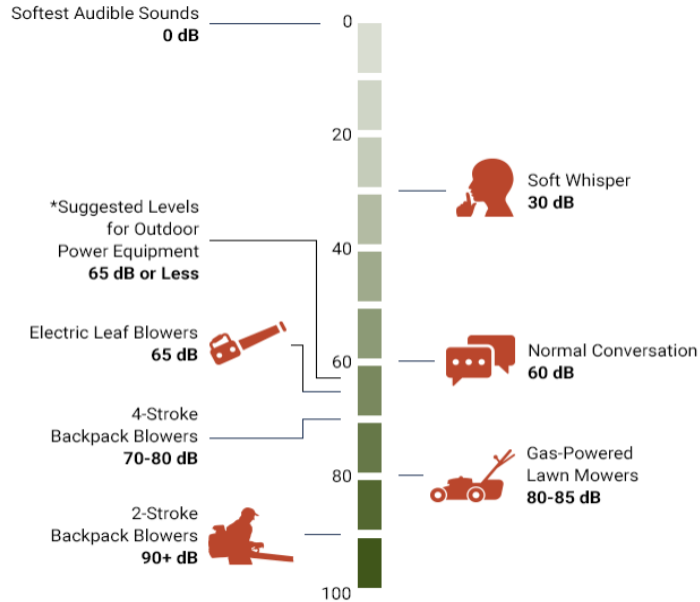 Softest Audible Sounds
0 dB
*Suggested Levels
for Outdoor
Power Equipment
65 dB or Less
Electric Leaf Blowers
65 dB
4-Stroke
Backpack Blowers
70-80 dB
2-Stroke
Backpack Blowers
90+ dB
0
20
40
60
80
100
Soft Whisper
30 dB
Normal Conversation
60 dB
Gas-Powered
Lawn Mowers
80-85 dB